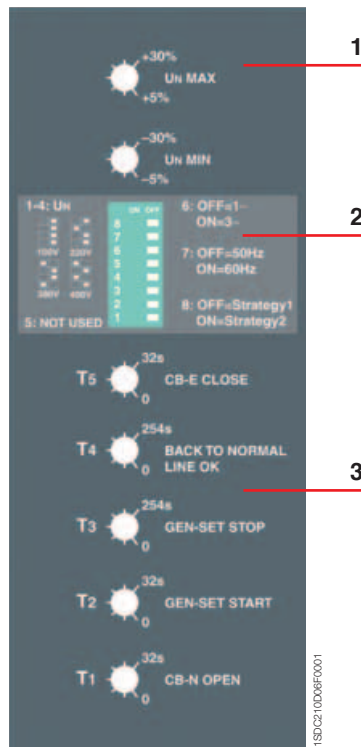 1
+30%
UN MAX
+5%
-30%
UN MIN
-5%
2
1-4: UN
100V 220V
380V 400V
5: NOT USED
ON OFF
8
7
6
5
4
3
2
1
6: OFF=1~
ON=3~
7: OFF=50Hz
ON=60Hz
8: OFF=Strategy1
ON=Strategy2
32s
T5 CB-E CLOSE
0
254s
T4 BACK TO NORMAL
LINE OK
0
3
254s
T3 GEN-SET STOP
0
32s
T2 GEN-SET START
0
32s
T1 CB-N OPEN
0
1SDC210D06F0001